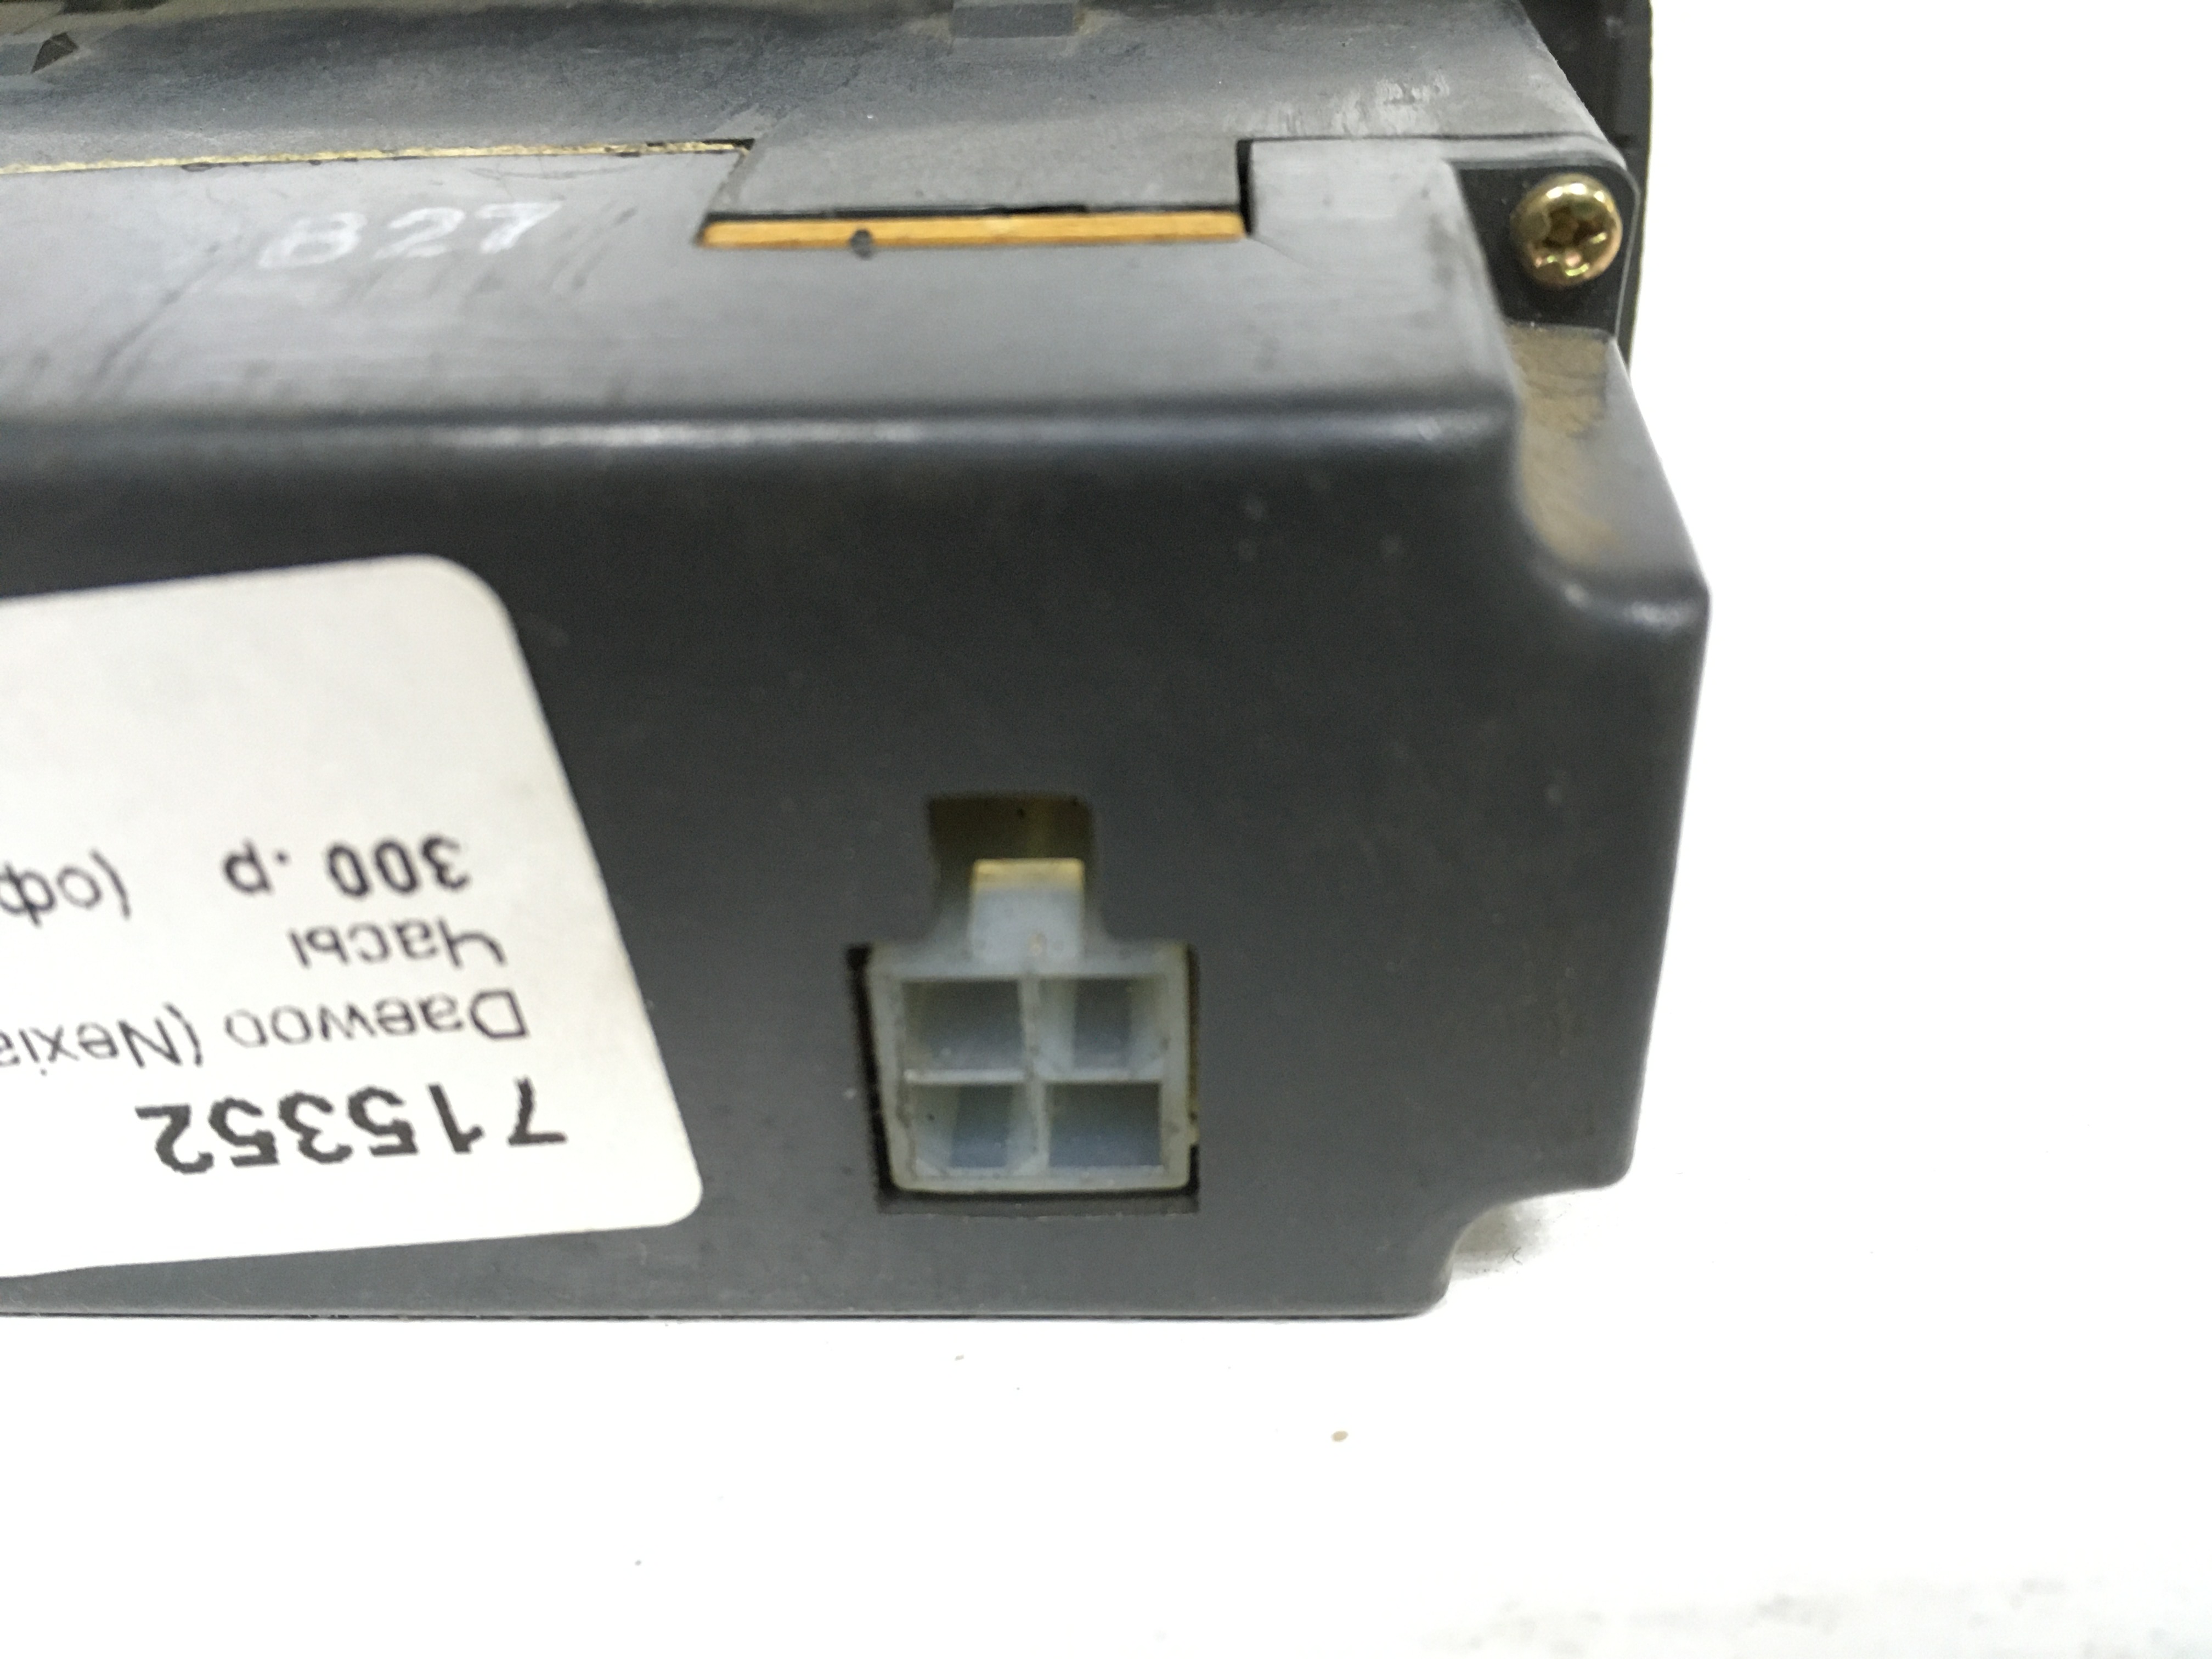 827
715352
Daewoo (Nexia
Часы
300 .р (оф